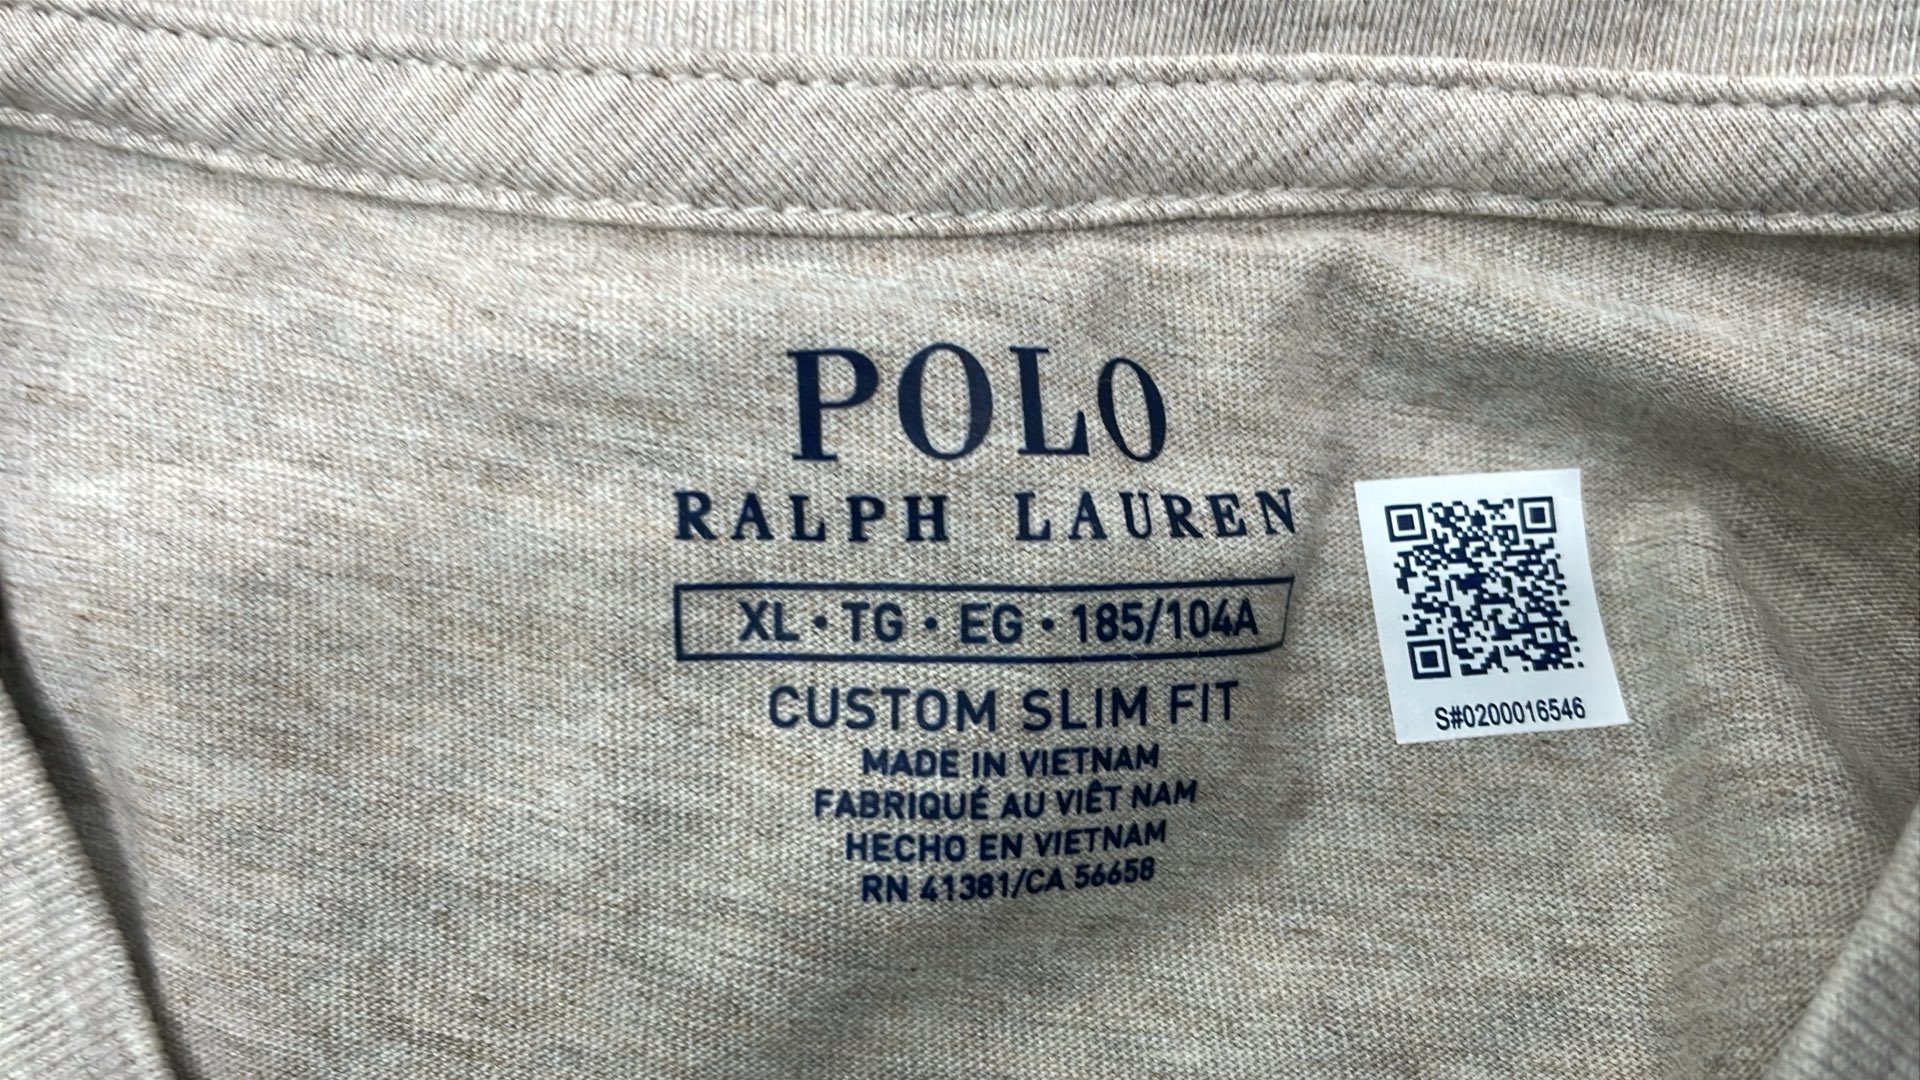 POLO
RALPH LAUREN
XL • TG • EG • 185/104A
CUSTOM SLIM FIT
MADE IN VIETNAM
FABRIQUÉ AU VIÊT NAM
HECHO EN VIETNAM
RN 41381/CA 56658
S#0200016546